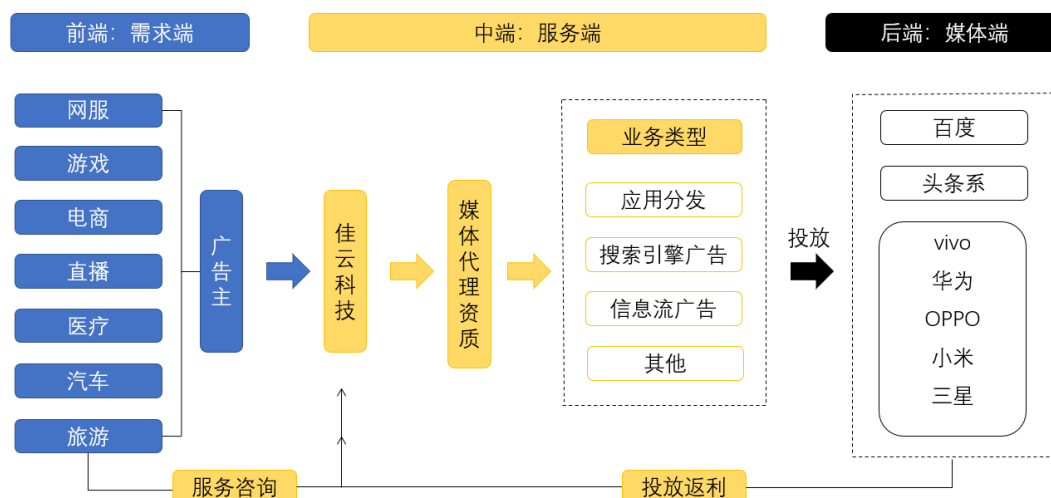 前端：需求端
中端：服务端
后端：媒体端
网服
游戏
电商
直播
医疗
汽车
旅游
广告主
佳云科技
媒体代理资质
业务类型
应用分发
搜索引擎广告
信息流广告
其他
投放
百度
头条系
vivo
华为
OPPO
小米
三星
服务咨询
投放返利